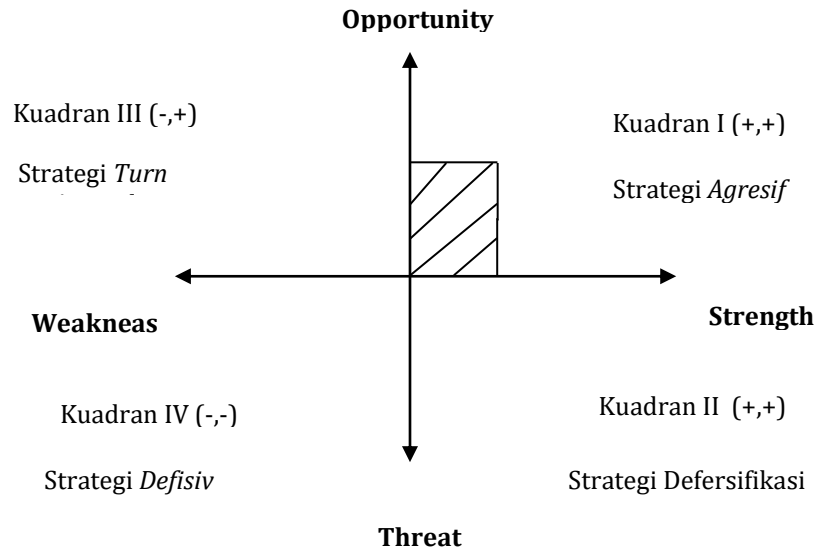 Opportunity
Kuadran III (-,+)
Kuadran I (+,+)
Strategi Turn
Strategi Agresif
Weakneas
Strength
Kuadran IV (-,-)
Kuadran II (+,+)
Strategi Defisiv
Strategi Defersifikasi
Threat